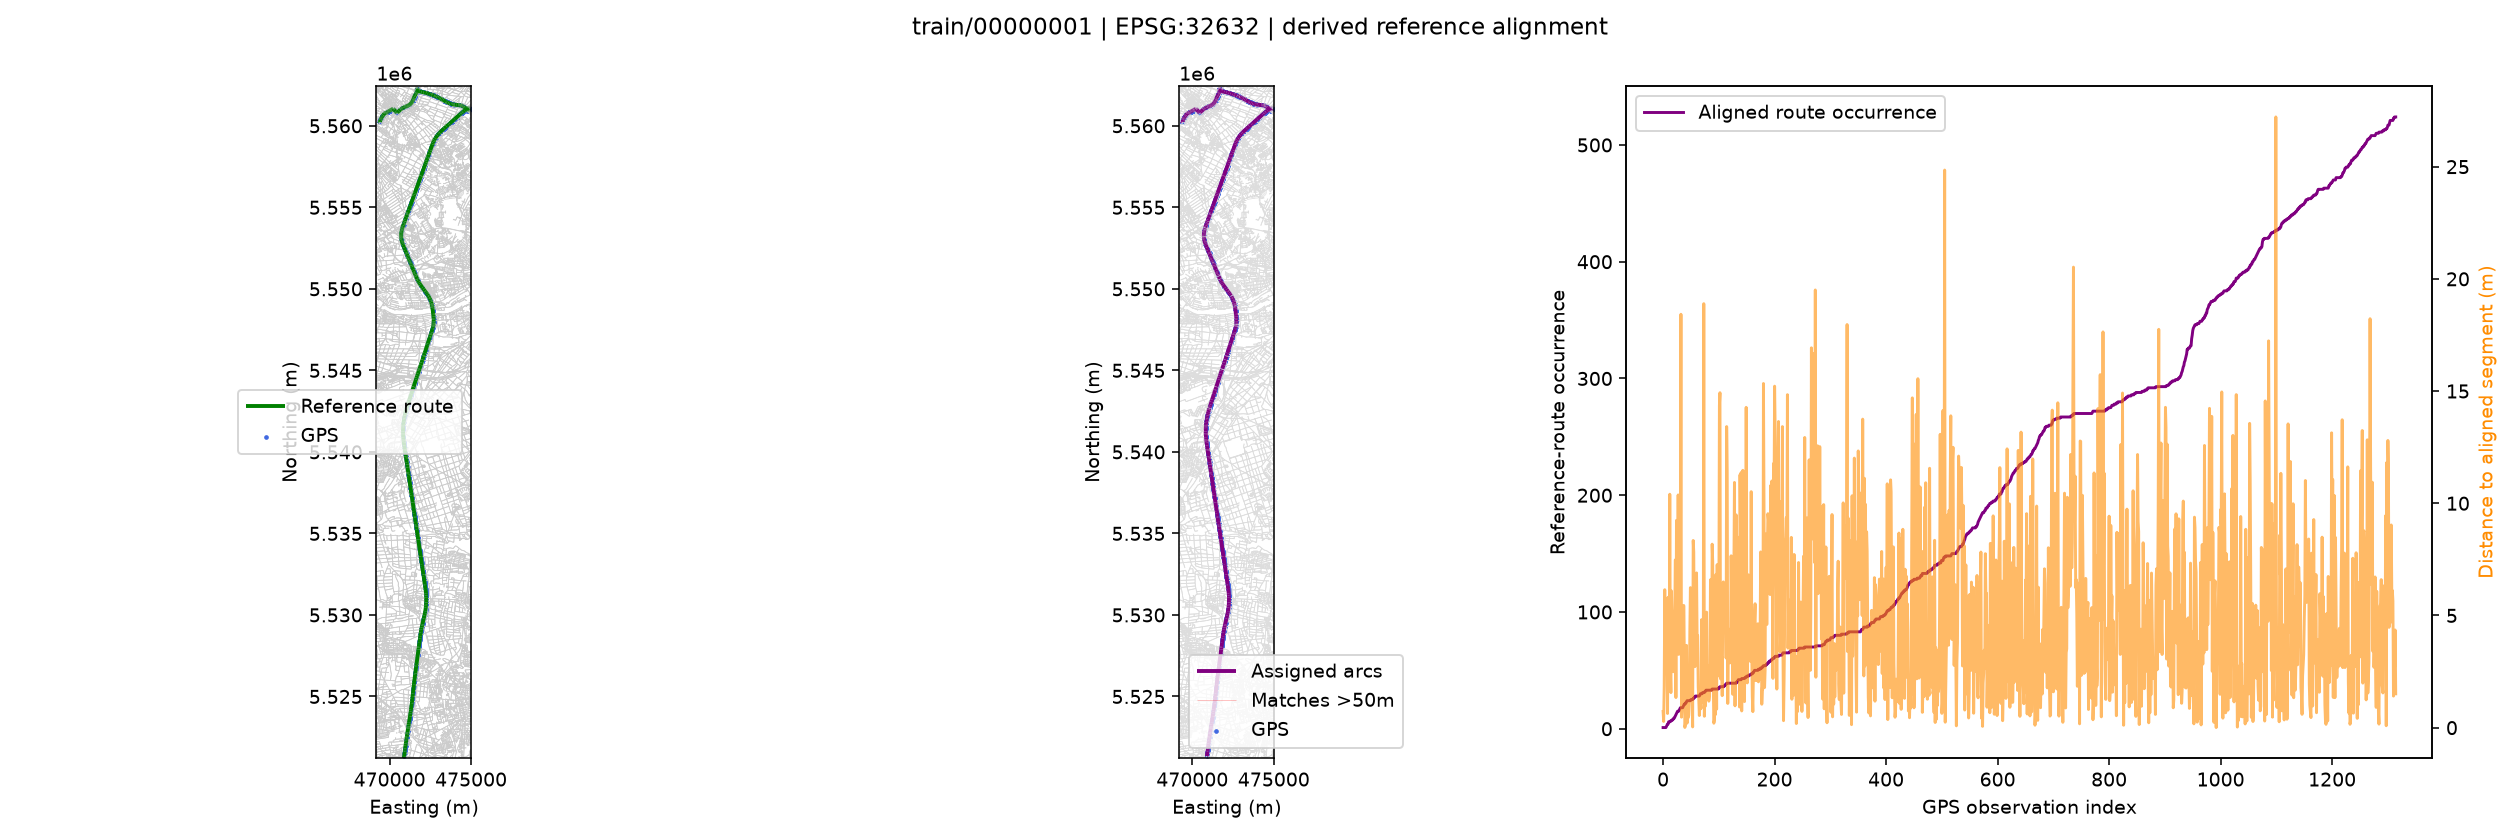 train/00000001 | EPSG:32632 | derived reference alignment
1e6
5.560
5.555
5.550
5.545
5.540
5.535
5.530
5.525
Northing (m)
Reference route
GPS
470000 475000
Easting (m)
1e6
5.560
5.555
5.550
5.545
5.540
5.535
5.530
5.525
Northing (m)
Assigned arcs
Matches >50m
GPS
470000 475000
Easting (m)
Aligned route occurrence
500
400
300
200
100
0
Reference-route occurrence
25
20
15
10
5
0
Distance to aligned segment (m)
0 200 400 600 800 1000 1200
GPS observation index